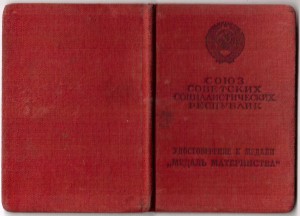 СОЮЗ
СОВЕТСКИХ
СОЦИАЛИСТИЧЕСКИХ
РЕСПУБЛИК
УДОСТОВЕРЕНИЕ К МЕДАЛИ
„МЕДАЛЬ МАТЕРИНСТВА"